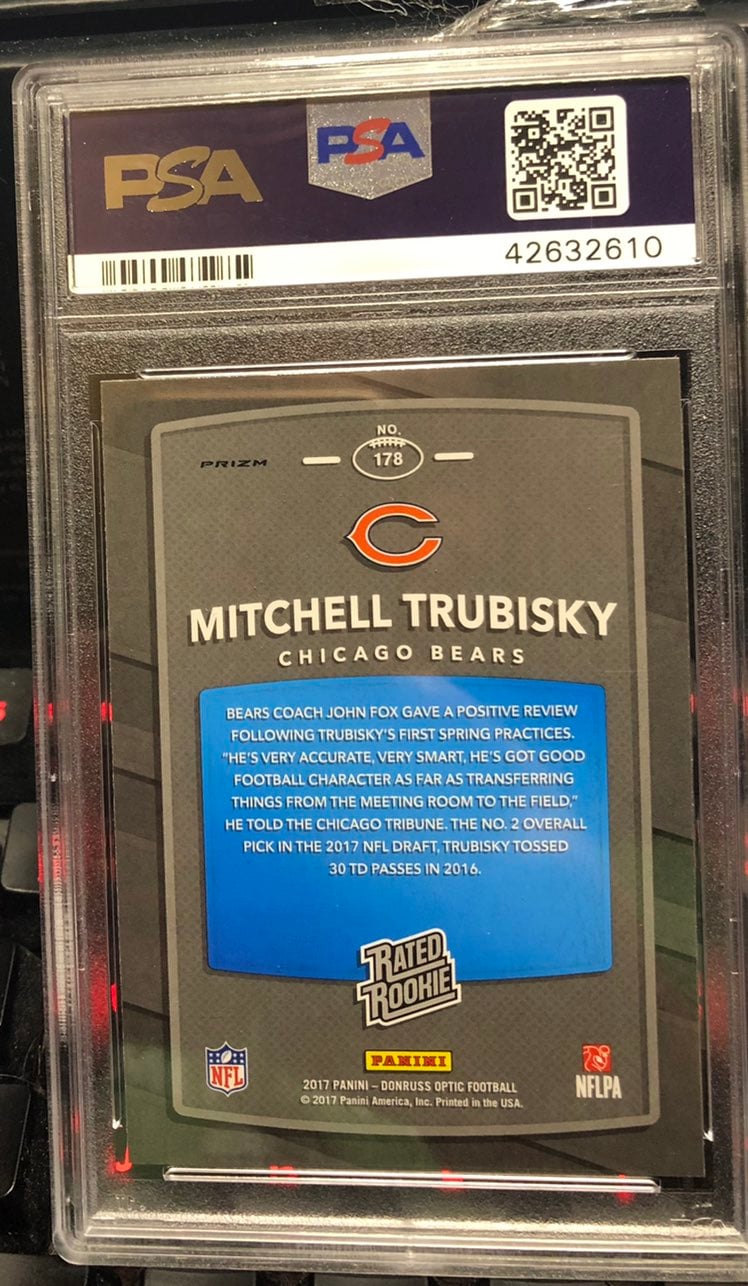 PSA
PSA
42632610
NO.
PRIZM
178
C
MITCHELL TRUBISKY
CHICAGO BEARS
BEARS COACH JOHN FOX GAVE A POSITIVE REVIEW
FOLLOWING TRUBISKY'S FIRST SPRING PRACTICES.
"HE'S VERY ACCURATE, VERY SMART, HE'S GOT GOOD
FOOTBALL CHARACTER AS FAR AS TRANSFERRING
THINGS FROM THE MEETING ROOM TO THE FIELD,"
HE TOLD THE CHICAGO TRIBUNE. THE NO. 2 OVERALL
PICK IN THE 2017 NFL DRAFT, TRUBISKY TOSSED
30 TD PASSES IN 2016.
RATED
ROOKIE
NFL
PANINI
NFLPA
2017 PANINI – DONRUSS OPTIC FOOTBALL
© 2017 Panini America, Inc. Printed in the USA.